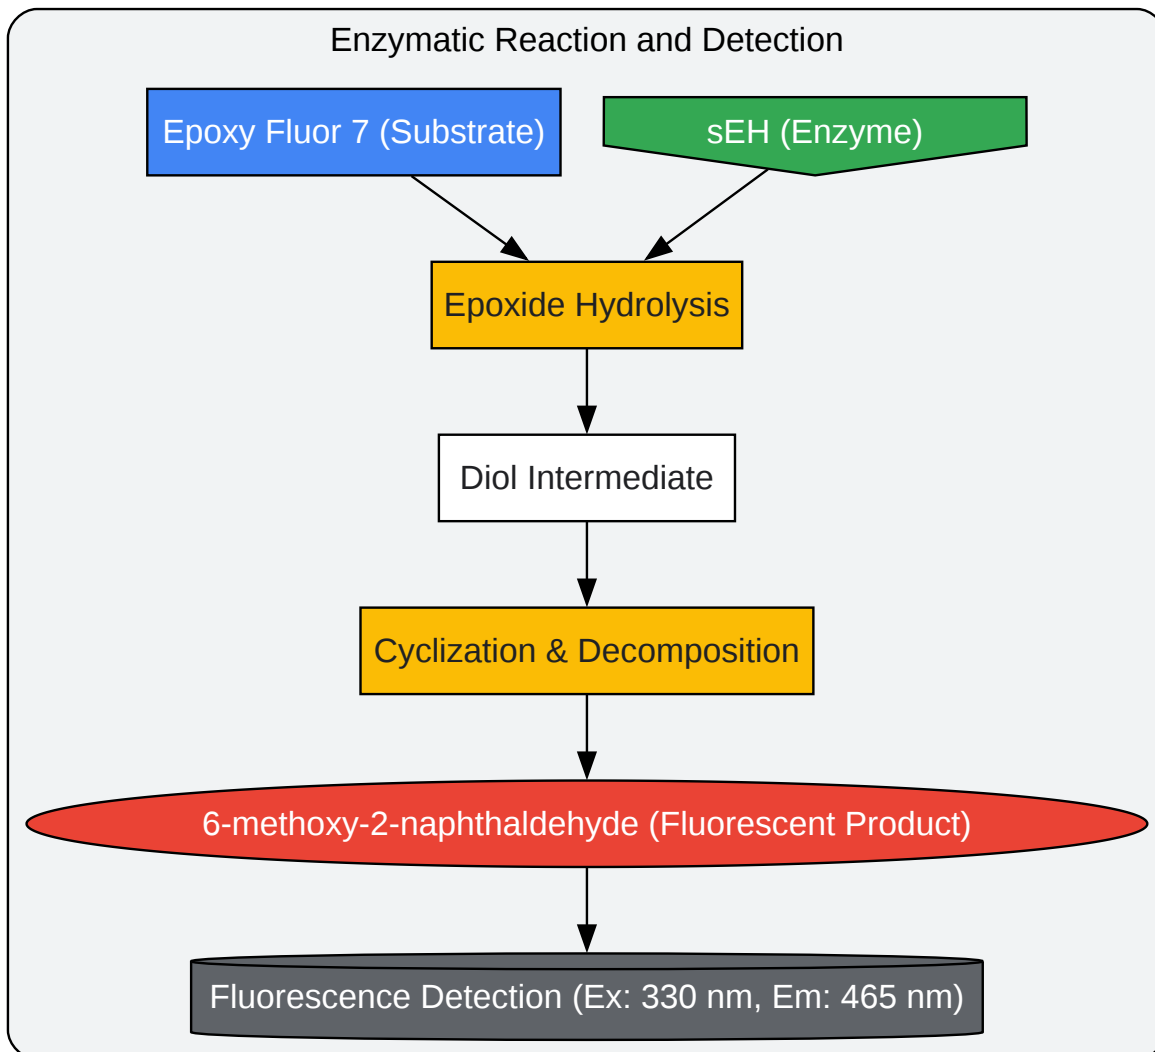 Enzymatic Reaction and Detection
Epoxy Fluor 7 (Substrate)
sEH (Enzyme)
Epoxide Hydrolysis
Diol Intermediate
Cyclization & Decomposition
6-methoxy-2-naphthaldehyde (Fluorescent Product)
Fluorescence Detection (Ex: 330 nm, Em: 465 nm)